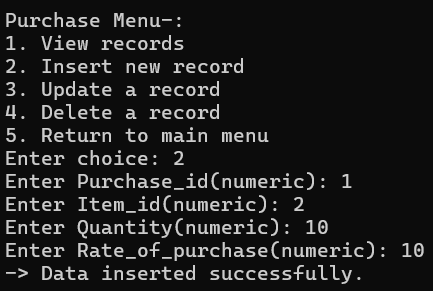 Purchase Menu-:
1. View records
2. Insert new record
3. Update a record
4. Delete a record
5. Return to main menu
Enter choice: 2
Enter Purchase_id(numeric): 1
Enter Item_id(numeric): 2
Enter Quantity(numeric): 10
Enter Rate_of_purchase(numeric): 10
-> Data inserted successfully.